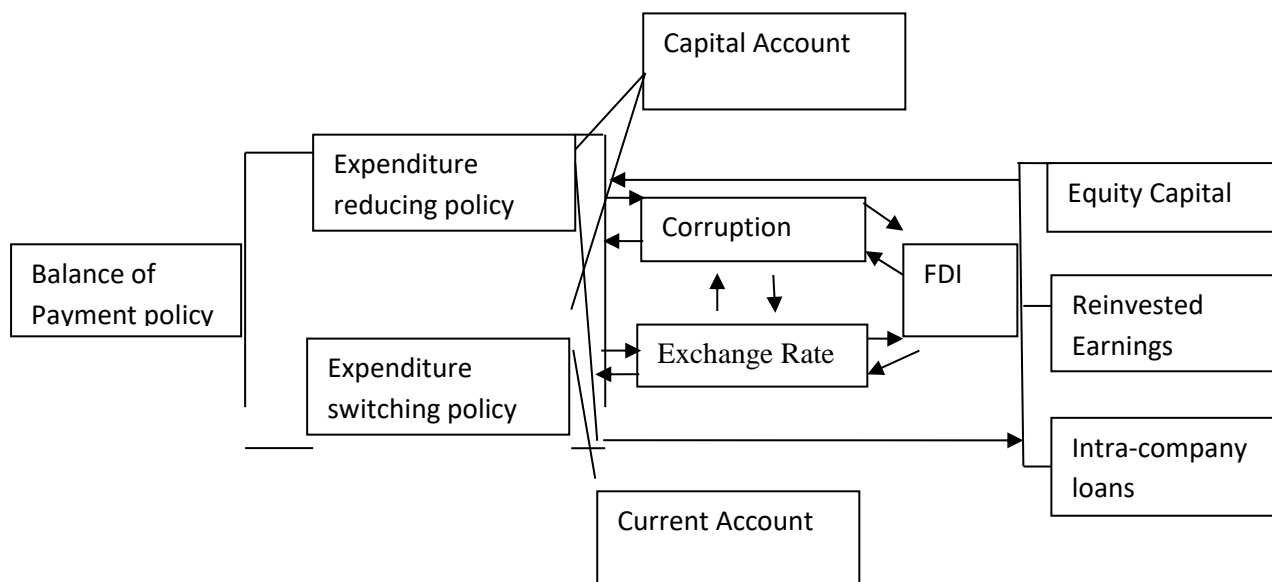 Capital Account
Expenditure
reducing policy
Equity Capital
Corruption
Balance of
Payment policy
FDI
Reinvested
Earnings
Exchange Rate
Expenditure
switching policy
Intra-company
loans
Current Account